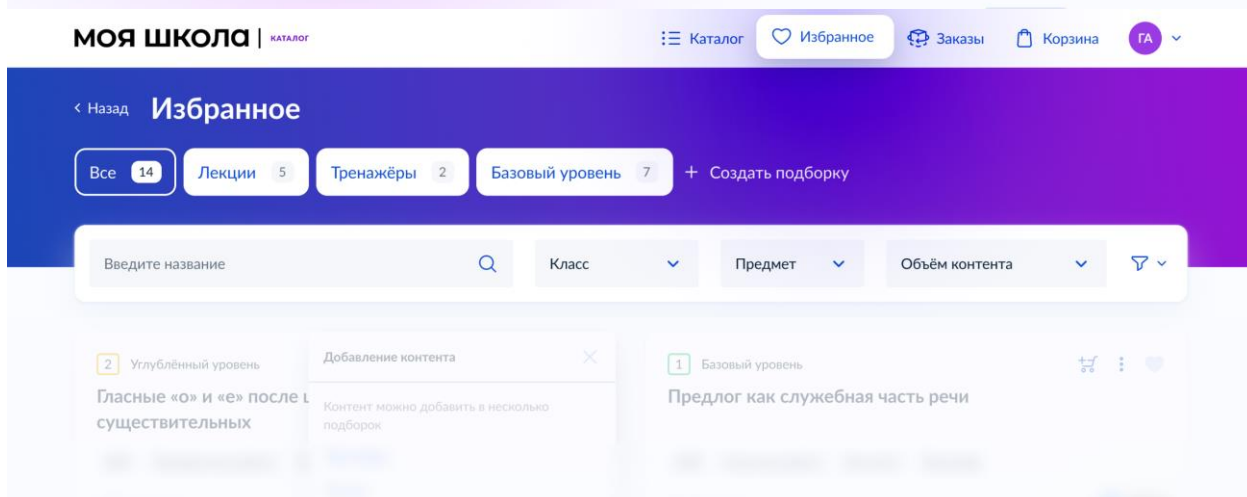 МОЯ ШКОЛА | КАТАЛОГ
Каталог
Избранное
Заказы
Корзина
ГА
Назад
Избранное
Все 14
Лекции 5
Тренажёры 2
Базовый уровень 7
+ Создать подборку
Введите название
Класс
Предмет
Объём контента
2 Углублённый уровень
Гласные «о» и «е» после
существительных
Добавление контента
Контент можно добавить в несколько
подборок
1 Базовый уровень
Предлог как служебная часть речи